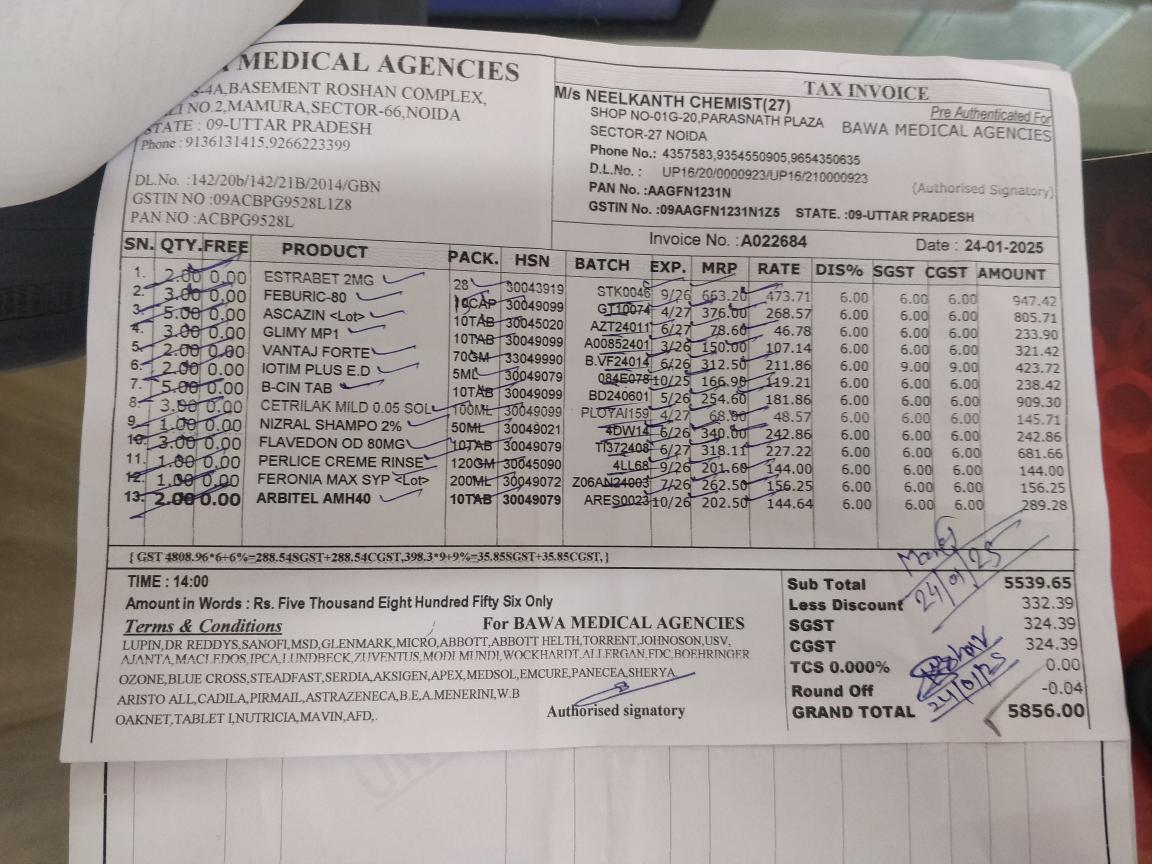 MEDICAL AGENCIES
-4A,BASEMENT ROSHAN COMPLEX,
NO.2,MAMURA,SECTOR-66,NOIDA
STATE : 09-UTTAR PRADESH
Phone : 9136131415,9266223399
DL.No. :142/20b/142/21B/2014/GBN
GSTIN NO :09ACBPG9528L1Z8
PAN NO :ACBPG9528L
TAX INVOICE
M/s NEELKANTH CHEMIST(27)
SHOP NO-01G-20,PARASNATH PLAZA
SECTOR-27 NOIDA
Phone No.: 4357583,9354550905,9654350635
D.L.No. : UP16/20/0000923/UP16/210000923
PAN No. :AAGFN1231N
GSTIN No. :09AAGFN1231N1Z5 STATE. :09-UTTAR PRADESH
Pre Authenticated For
BAWA MEDICAL AGENCIES
(Authorised Signatory)
Invoice No. :A022684 Date : 24-01-2025
SN. QTY. FREE PRODUCT PACK. HSN BATCH EXP. MRP RATE DIS% SGST CGST AMOUNT
1. 2.00 0.00 ESTRABET 2MG 28 30043919 STK0046 9/26 663.20 473.71 6.00 6.00 6.00 947.42
2. 3.00 0.00 FEBURIC-80 10CAP 30049099 GT10074 4/27 376.00 268.57 6.00 6.00 6.00 805.71
3. 5.00 0.00 ASCAZIN <Lot> 10TAB 30045020 AZT24011 6/27 78.60 46.78 6.00 6.00 6.00 233.90
4. 3.00 0.00 GLIMY MP1 10TAB 30049099 A00852401 3/26 150.00 107.14 6.00 6.00 6.00 321.42
5. 2.00 0.00 VANTAJ FORTE 70GM 33049990 B.VF24014 6/26 312.50 211.86 6.00 9.00 9.00 423.72
6. 2.00 0.00 IOTIM PLUS E.D 5ML 30049079 084E078 10/25 166.90 119.21 6.00 6.00 6.00 238.42
7. 5.00 0.00 B-CIN TAB 10TAB 30049099 BD240601 5/26 254.60 181.86 6.00 6.00 6.00 909.30
8. 3.00 0.00 CETRILAK MILD 0.05 SOL 100ML 30049099 PLOYAI159 4/27 68.00 48.57 6.00 6.00 6.00 145.71
9. 1.00 0.00 NIZRAL SHAMPO 2% 50ML 30049021 4DW14 6/26 340.00 242.86 6.00 6.00 6.00 242.86
10. 3.00 0.00 FLAVEDON OD 80MG 10TAB 30049079 TI372408 6/27 318.11 227.22 6.00 6.00 6.00 681.66
11. 1.00 0.00 PERLICE CREME RINSE 120GM 30045090 4LL68 9/26 201.60 144.00 6.00 6.00 6.00 144.00
12. 1.00 0.00 FERONIA MAX SYP <Lot> 200ML 30049072 Z06AN24003 7/26 262.50 156.25 6.00 6.00 6.00 156.25
13. 2.00 0.00 ARBITEL AMH40 10TAB 30049079 ARES0023 10/26 202.50 144.64 6.00 6.00 6.00 289.28
[ GST 4808.96*6+6%=288.54SGST+288.54CGST,398.3*9+9%=35.85SGST+35.85CGST, ]
TIME : 14:00
Amount in Words : Rs. Five Thousand Eight Hundred Fifty Six Only
Terms & Conditions For BAWA MEDICAL AGENCIES
LUPIN,DR REDDYS,SANOFI,MSD,GLENMARK,MICRO,ABBOTT,ABBOTT HELTH,TORRENT,JOHNOSON,USV,
AJANTA,MACLEDOS,IPCA,LUNDBECK,ZUVENTUS,MODI MUNDI,WOCKHARDT,ALLERGAN,FDC,BOEHRINGER
OZONE,BLUE CROSS,STEADFAST,SERDIA,AKSIGEN,APEX,MEDSOL,EMCURE,PANECEA,SHERYA,
ARISTO ALL,CADILA,PIRMAIL,ASTRAZENECA,B.E.A.MENERINI,W.B
OAKNET,TABLET I,NUTRICIA,MAVIN,AFD,.
Authorised signatory
Sub Total 5539.65
Less Discount 332.39
SGST 324.39
CGST 324.39
TCS 0.000% 0.00
Round Off -0.04
GRAND TOTAL 5856.00
24/01/25
24/01/25